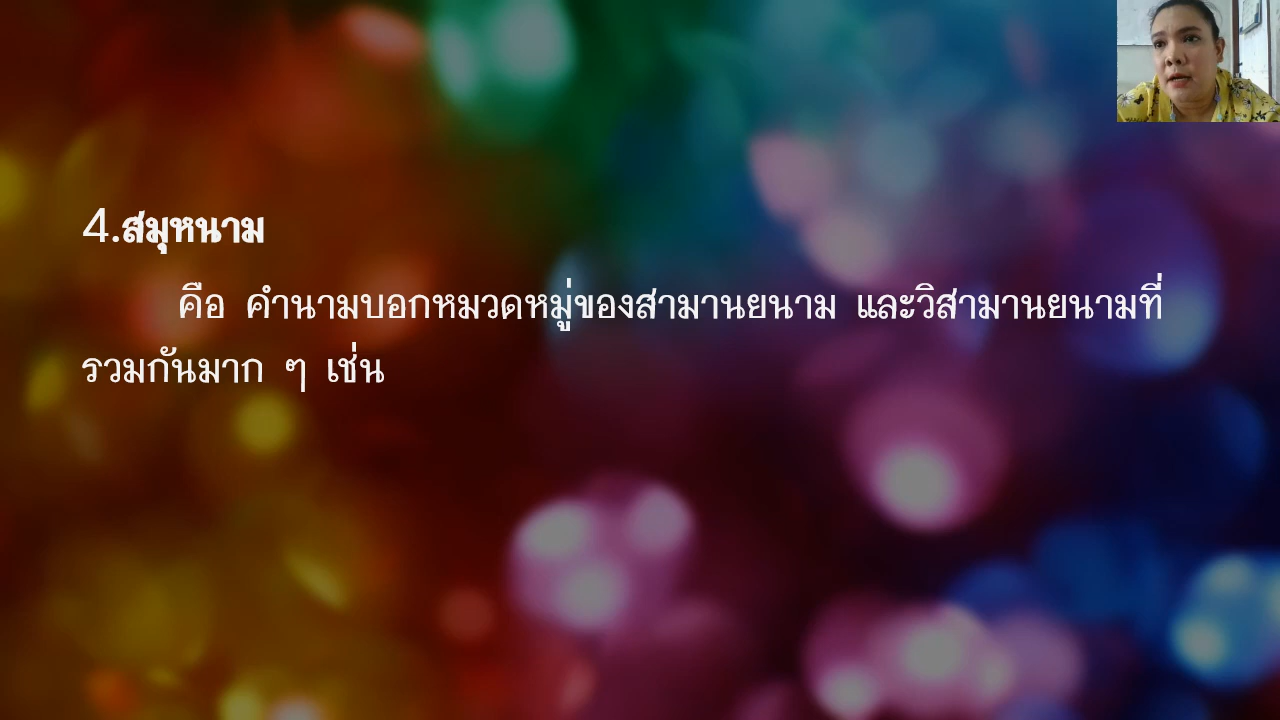 4.สมุหนาม
คือ คำนามบอกหมวดหมู่ของสามานยนาม และวิสามานยนามที่
รวมกันมาก ๆ เช่น